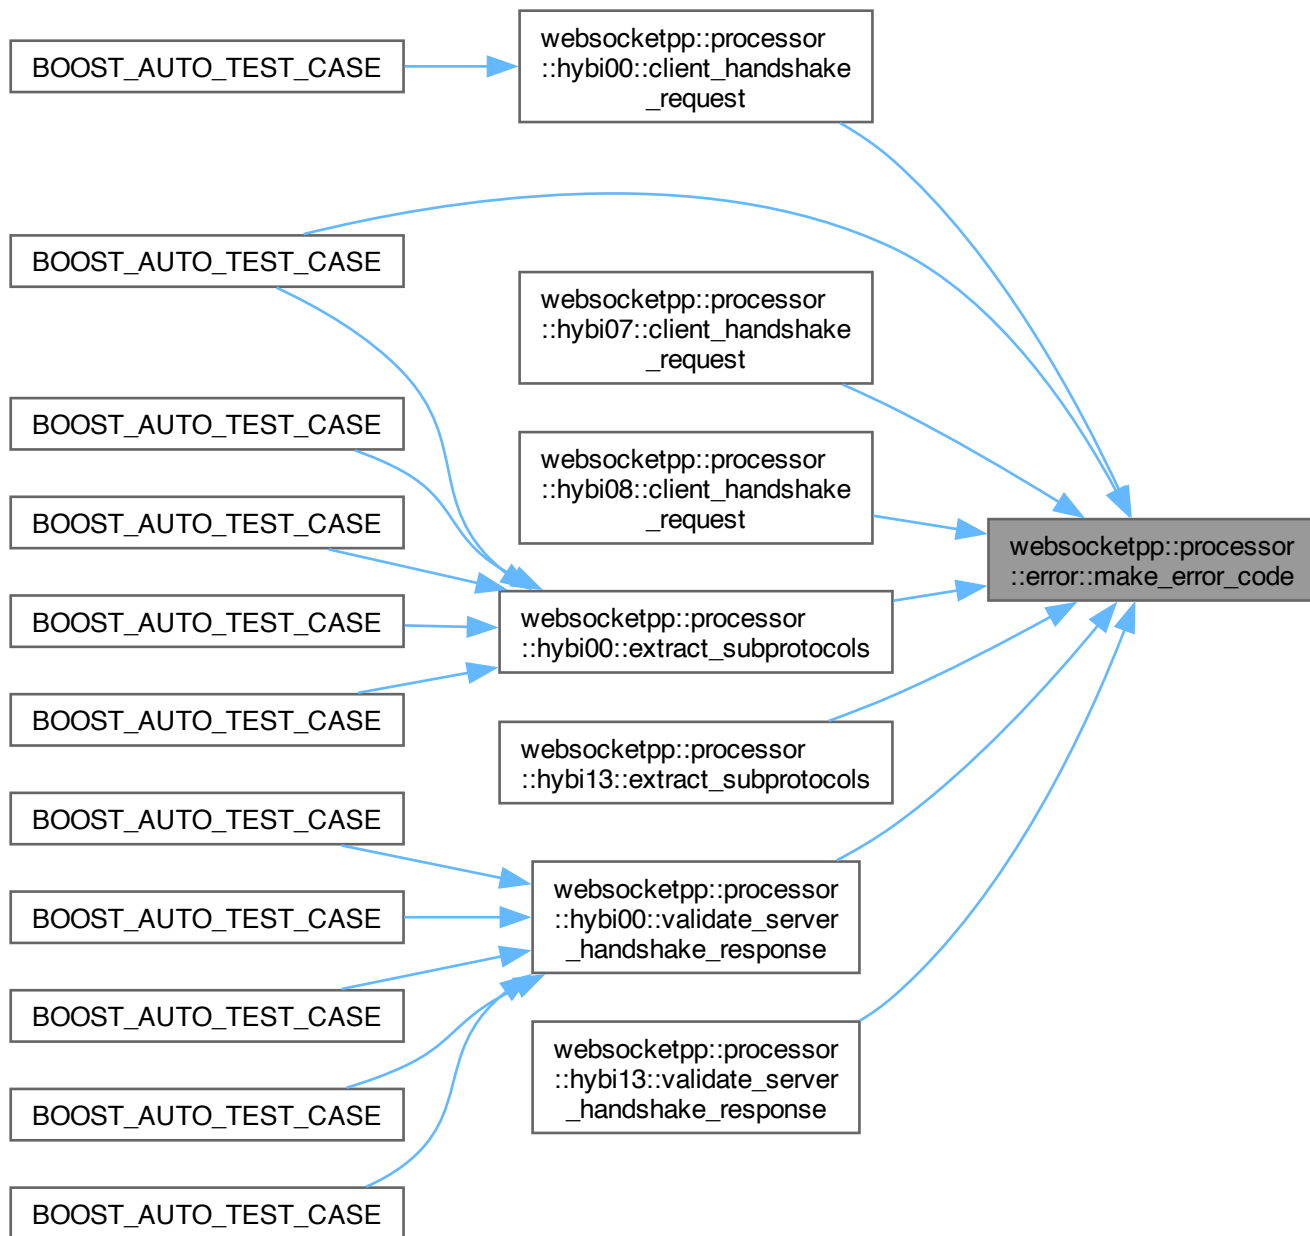 BOOST_AUTO_TEST_CASE
websocketpp::processor
::hybi00::client_handshake
_request
BOOST_AUTO_TEST_CASE
websocketpp::processor
::hybi07::client_handshake
_request
BOOST_AUTO_TEST_CASE
websocketpp::processor
::hybi08::client_handshake
_request
BOOST_AUTO_TEST_CASE
websocketpp::processor
::error::make_error_code
BOOST_AUTO_TEST_CASE
websocketpp::processor
::hybi00::extract_subprotocols
BOOST_AUTO_TEST_CASE
websocketpp::processor
::hybi13::extract_subprotocols
BOOST_AUTO_TEST_CASE
BOOST_AUTO_TEST_CASE
websocketpp::processor
::hybi00::validate_server
_handshake_response
BOOST_AUTO_TEST_CASE
websocketpp::processor
::hybi13::validate_server
_handshake_response
BOOST_AUTO_TEST_CASE
BOOST_AUTO_TEST_CASE